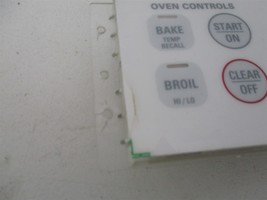 OVEN CONTROLS
BAKE
TEMP
RECALL
START
ON
BROIL
HI / LO
CLEAR
OFF